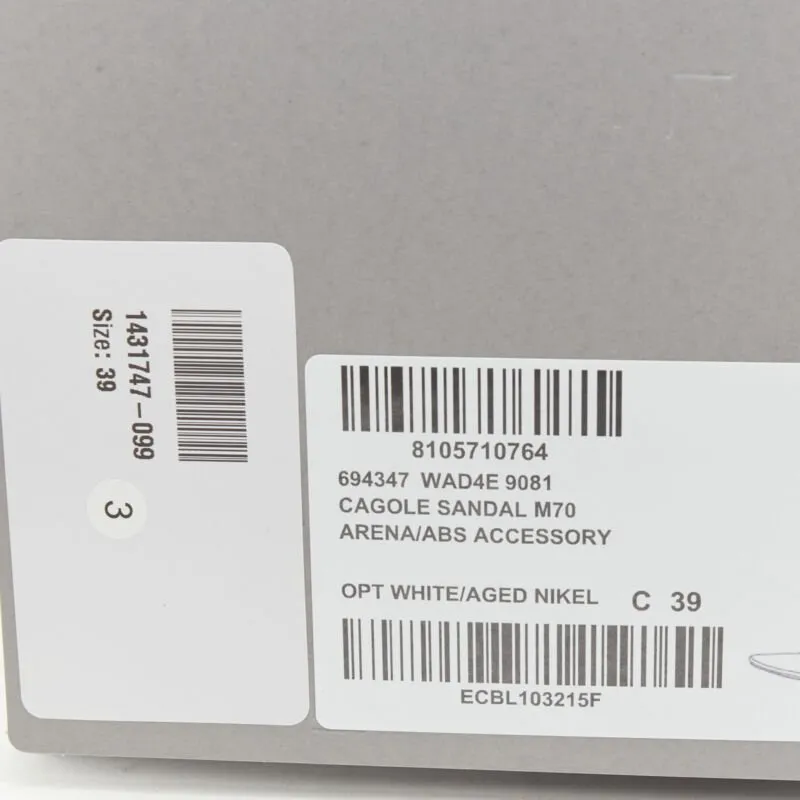 1431747-099
Size: 39
3
8105710764
694347 WAD4E 9081
CAGOLE SANDAL M70
ARENA/ABS ACCESSORY
OPT WHITE/AGED NIKEL C 39
ECBL103215F